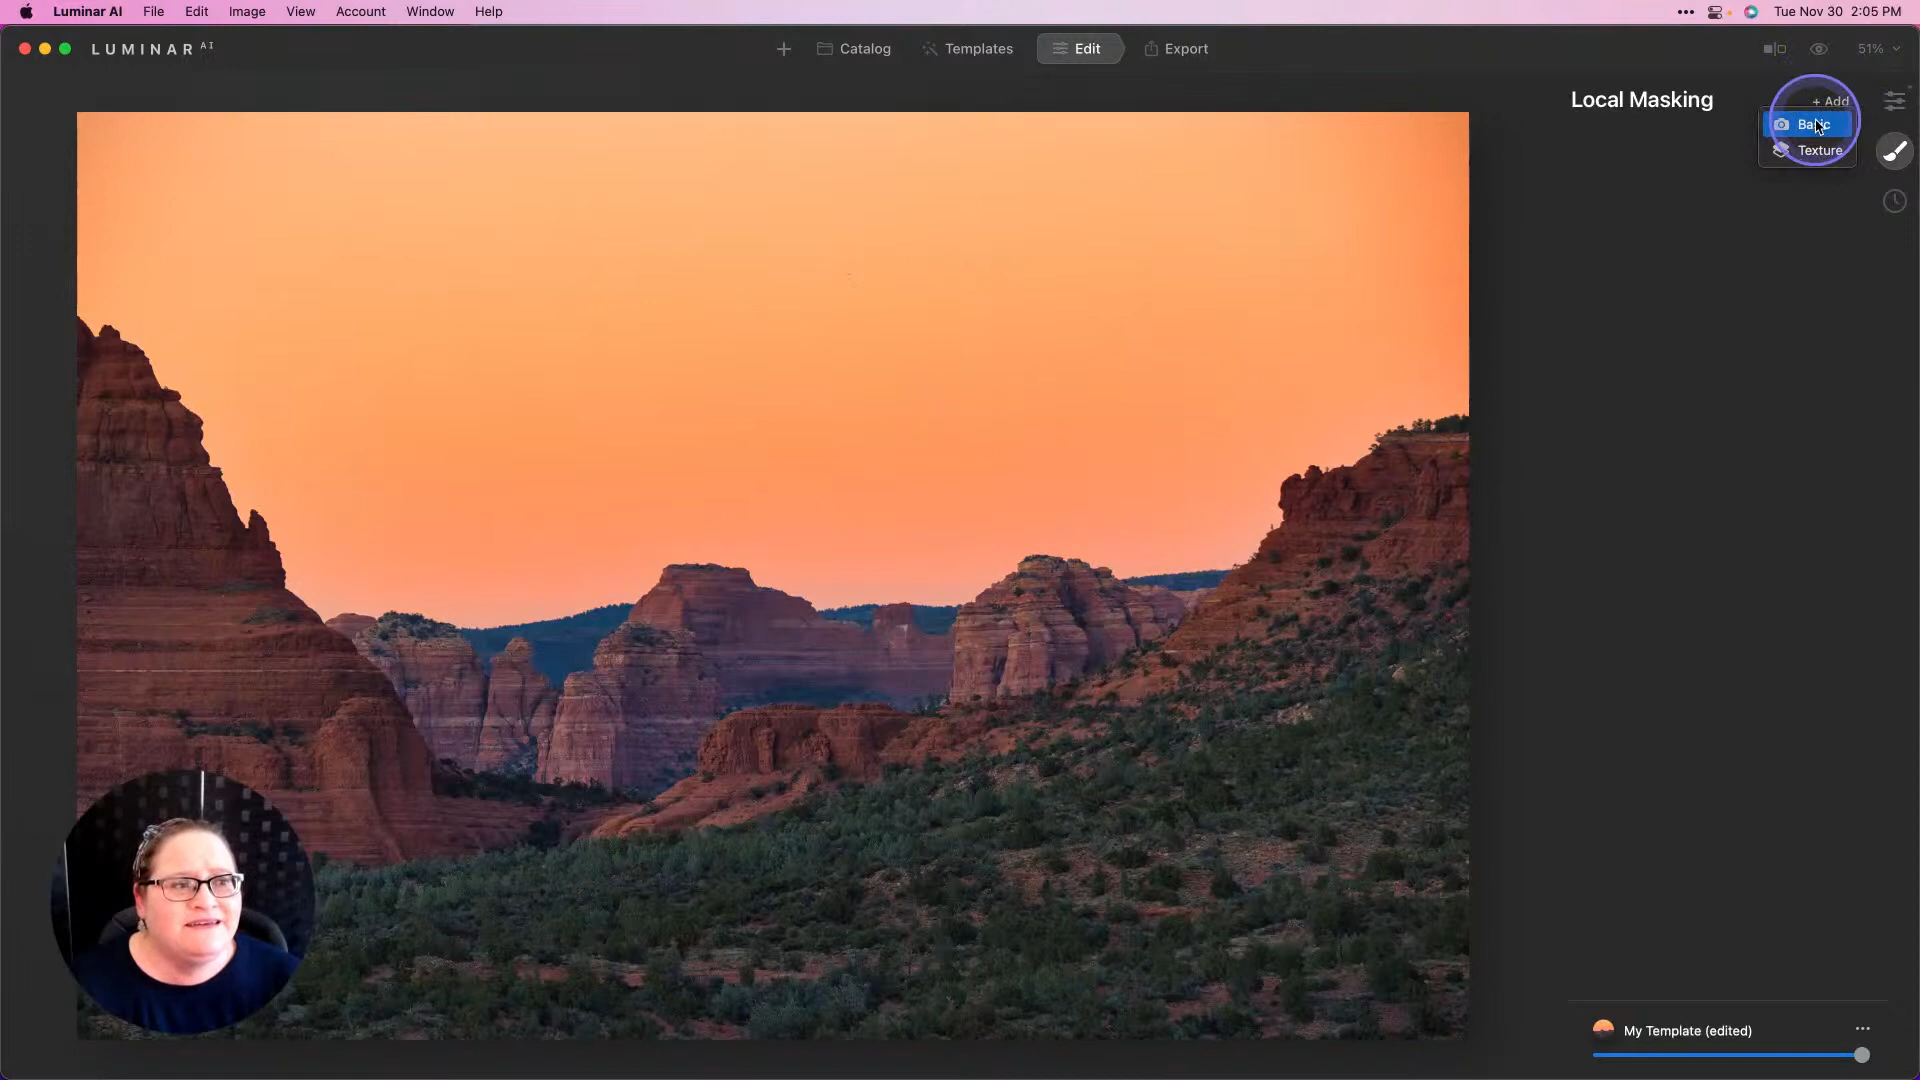 Luminar AI File Edit Image View Account Window Help Tue Nov 30 2:05 PM
LUMINAR AI + Catalog Templates Edit Export 51%
Local Masking + Add
Basic
Texture
My Template (edited)